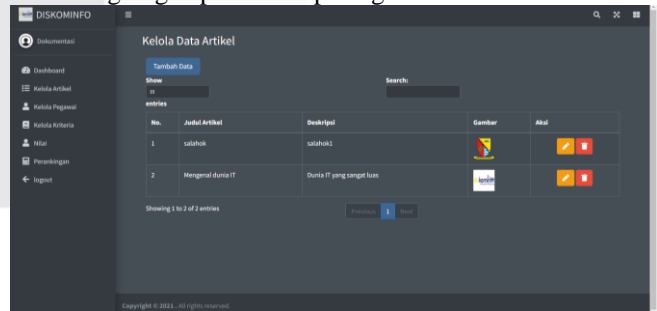 DISKOMINFO
Dokumentasi
Dashboard
Kelola Artikel
Kelola Pegawai
Kelola Kriteria
Nilai
Perankingan
logout
Kelola Data Artikel
Tambah Data
Show
entries
Search:
No. Judul Artikel Deskripsi Gambar Aksi
1 salahok salahok1
2 Mengenal dunia IT Dunia IT yang sangat luas
Showing 1 to 2 of 2 entries
Previous 1 Next
Copyright © 2021 . All rights reserved.